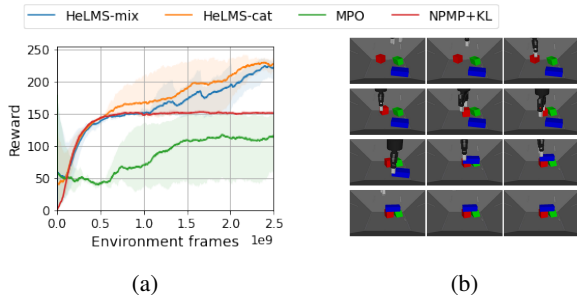 HeLMS-mix HeLMS-cat MPO NPMP+KL
250
200
150
100
50
0
Reward
0.0 0.5 1.0 1.5 2.0 2.5
Environment frames 1e9
(a) (b)